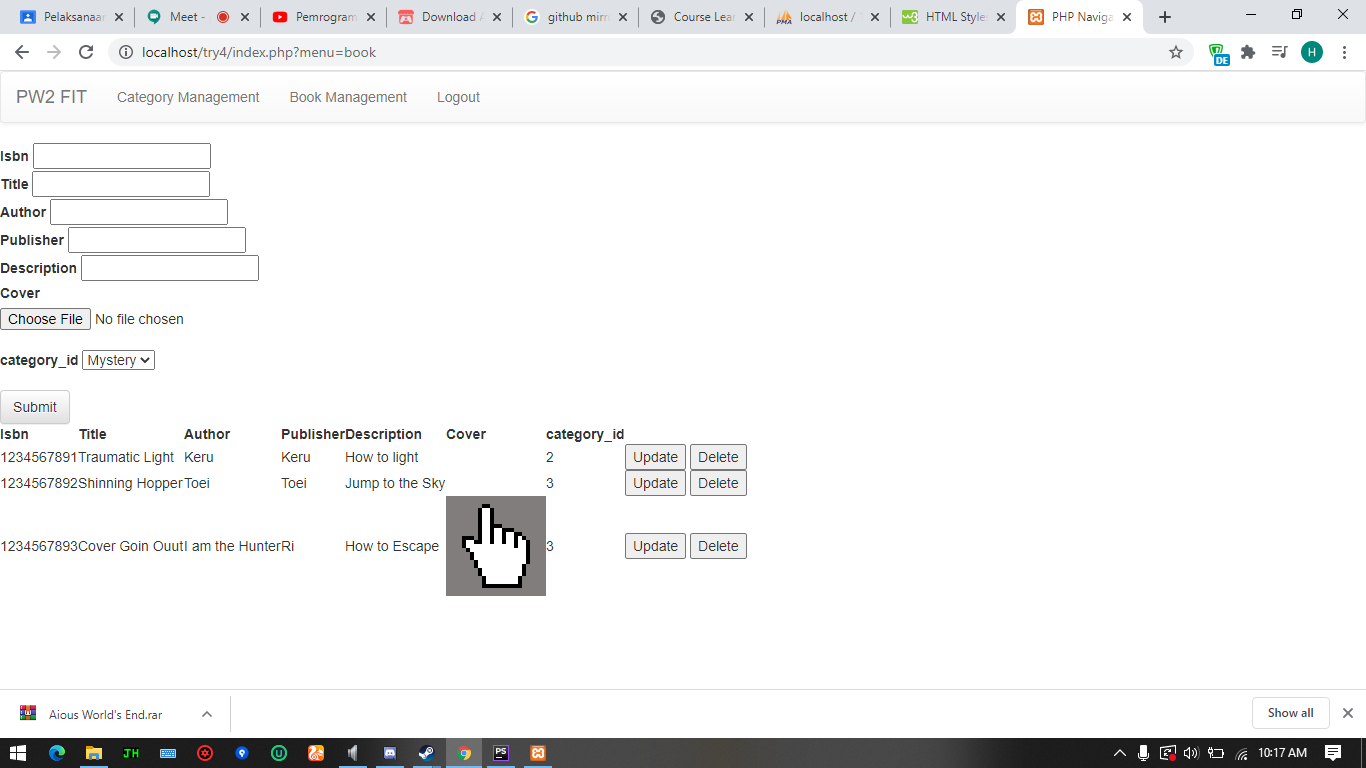 Pelaksanaan
Meet -
Pemrogram
Download A
github mirr
Course Lear
localhost /
HTML Styles
PHP Naviga
localhost/try4/index.php?menu=book
DE
H
PW2 FIT Category Management Book Management Logout
Isbn
Title
Author
Publisher
Description
Cover
Choose File No file chosen
category_id Mystery
Submit
Isbn Title Author Publisher Description Cover category_id
1234567891 Traumatic Light Keru Keru How to light 2 Update Delete
1234567892 Shinning Hopper Toei Toei Jump to the Sky 3 Update Delete
1234567893 Cover Goin Ouut I am the Hunter Ri How to Escape 3 Update Delete
Aious World's End.rar
Show all
JH
PS
10:17 AM